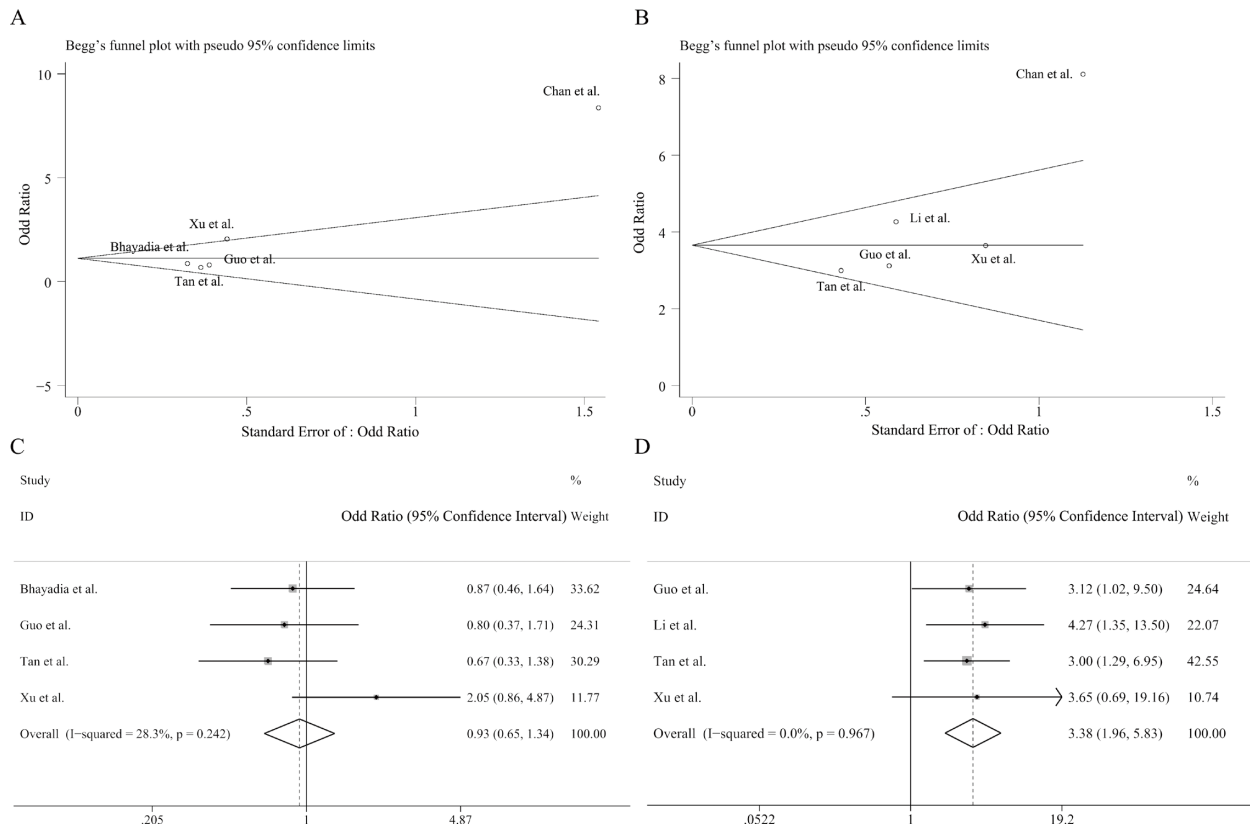 A
Begg's funnel plot with pseudo 95% confidence limits
Odd Ratio
10
5
0
−5
Chan et al.
Xu et al.
Bhayadia et al.
Guo et al.
Tan et al.
0 .5 1 1.5
Standard Error of : Odd Ratio
B
Begg's funnel plot with pseudo 95% confidence limits
Odd Ratio
8
6
4
2
0
Chan et al.
Li et al.
Guo et al.
Xu et al.
Tan et al.
0 .5 1 1.5
Standard Error of : Odd Ratio
C
Study %
ID Odd Ratio (95% Confidence Interval) Weight
Bhayadia et al. 0.87 (0.46, 1.64) 33.62
Guo et al. 0.80 (0.37, 1.71) 24.31
Tan et al. 0.67 (0.33, 1.38) 30.29
Xu et al. 2.05 (0.86, 4.87) 11.77
Overall (I−squared = 28.3%, p = 0.242) 0.93 (0.65, 1.34) 100.00
.205 1 4.87
D
Study %
ID Odd Ratio (95% Confidence Interval) Weight
Guo et al. 3.12 (1.02, 9.50) 24.64
Li et al. 4.27 (1.35, 13.50) 22.07
Tan et al. 3.00 (1.29, 6.95) 42.55
Xu et al. 3.65 (0.69, 19.16) 10.74
Overall (I−squared = 0.0%, p = 0.967) 3.38 (1.96, 5.83) 100.00
.0522 1 19.2